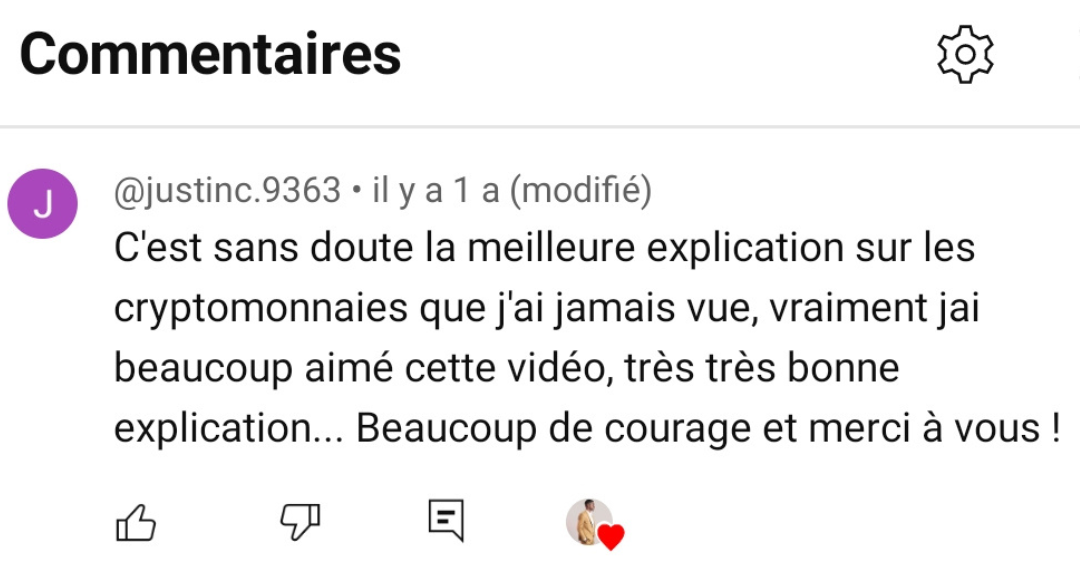 Commentaires
J
@justinc.9363 • il y a 1 a (modifié)
C'est sans doute la meilleure explication sur les
cryptomonnaies que j'ai jamais vue, vraiment jai
beaucoup aimé cette vidéo, très très bonne
explication... Beaucoup de courage et merci à vous !